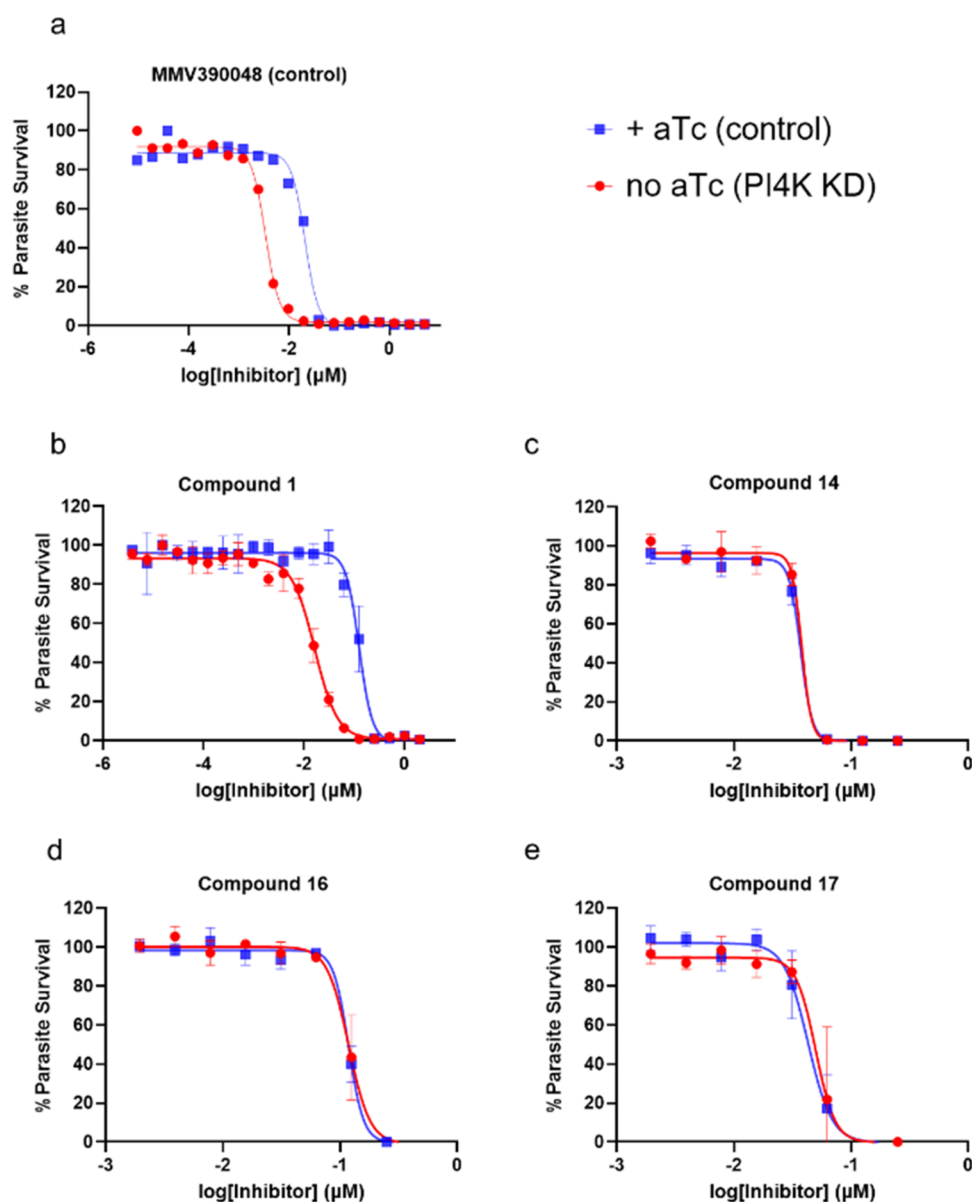 a
MMV390048 (control)
120
100
80
60
40
20
0
% Parasite Survival
-6
-4
-2
0
log[Inhibitor] (µM)
+ aTc (control)
no aTc (PI4K KD)
b
Compound 1
120
100
80
60
40
20
0
% Parasite Survival
-6
-4
-2
0
log[Inhibitor] (µM)
c
Compound 14
120
100
80
60
40
20
0
% Parasite Survival
-3
-2
-1
0
log[Inhibitor] (µM)
d
Compound 16
120
100
80
60
40
20
0
% Parasite Survival
-3
-2
-1
0
log[Inhibitor] (µM)
e
Compound 17
120
100
80
60
40
20
0
% Parasite Survival
-3
-2
-1
0
log[Inhibitor] (µM)